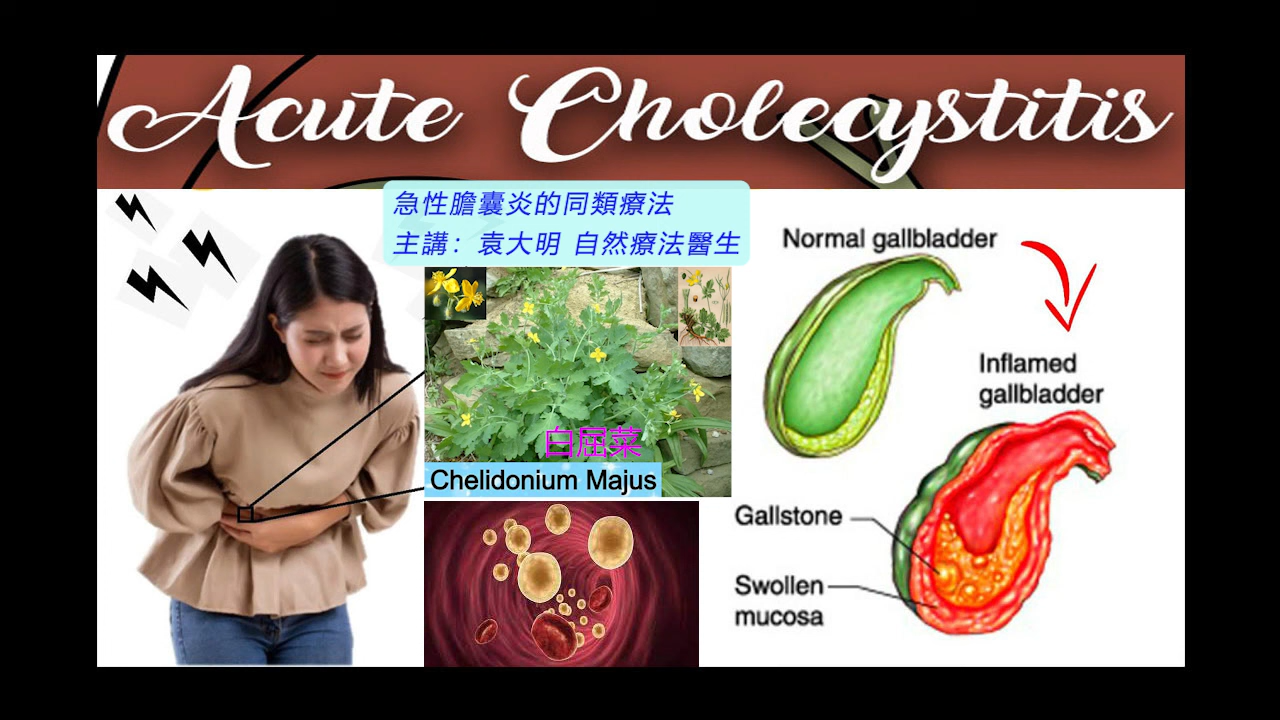 Acute Cholecystitis
急性膽囊炎的同類療法
主講：袁大明 自然療法醫生
Normal gallbladder
Inflamed
gallbladder
白屈菜
Chelidonium Majus
Gallstone
Swollen
mucosa